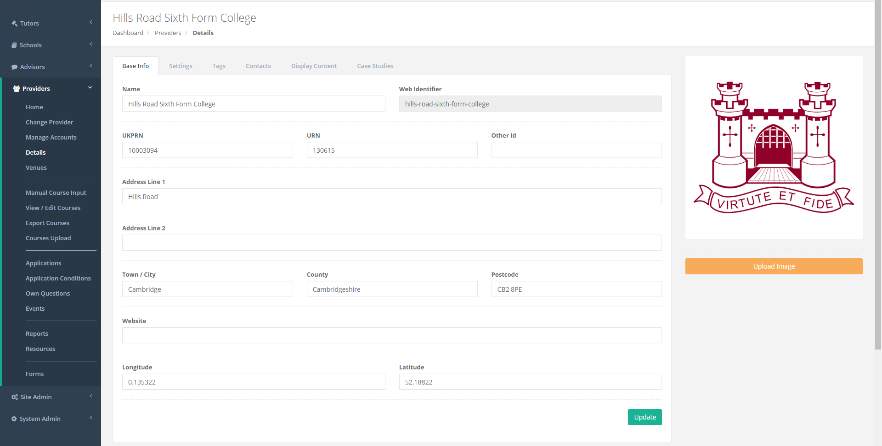 Tutors
Schools
Advisors
Providers
Home
Change Provider
Manage Accounts
Details
Venues
Manual Course Input
View / Edit Courses
Export Courses
Courses Upload
Applications
Application Conditions
Own Questions
Events
Reports
Resources
Forms
Site Admin
System Admin
Hills Road Sixth Form College
Dashboard / Providers / Details
Base Info Settings Tags Contacts Display Content Case Studies
Name Web Identifier
Hills Road Sixth Form College hills-road-sixth-form-college
UKPRN URN Other Id
10003094 130615
Address Line 1
Hills Road
Address Line 2
Town / City County Postcode
Cambridge Cambridgeshire CB2 8PE
Website
Longitude Latitude
0.135322 52.18822
Update
VIRTUTE ET FIDE
Upload Image